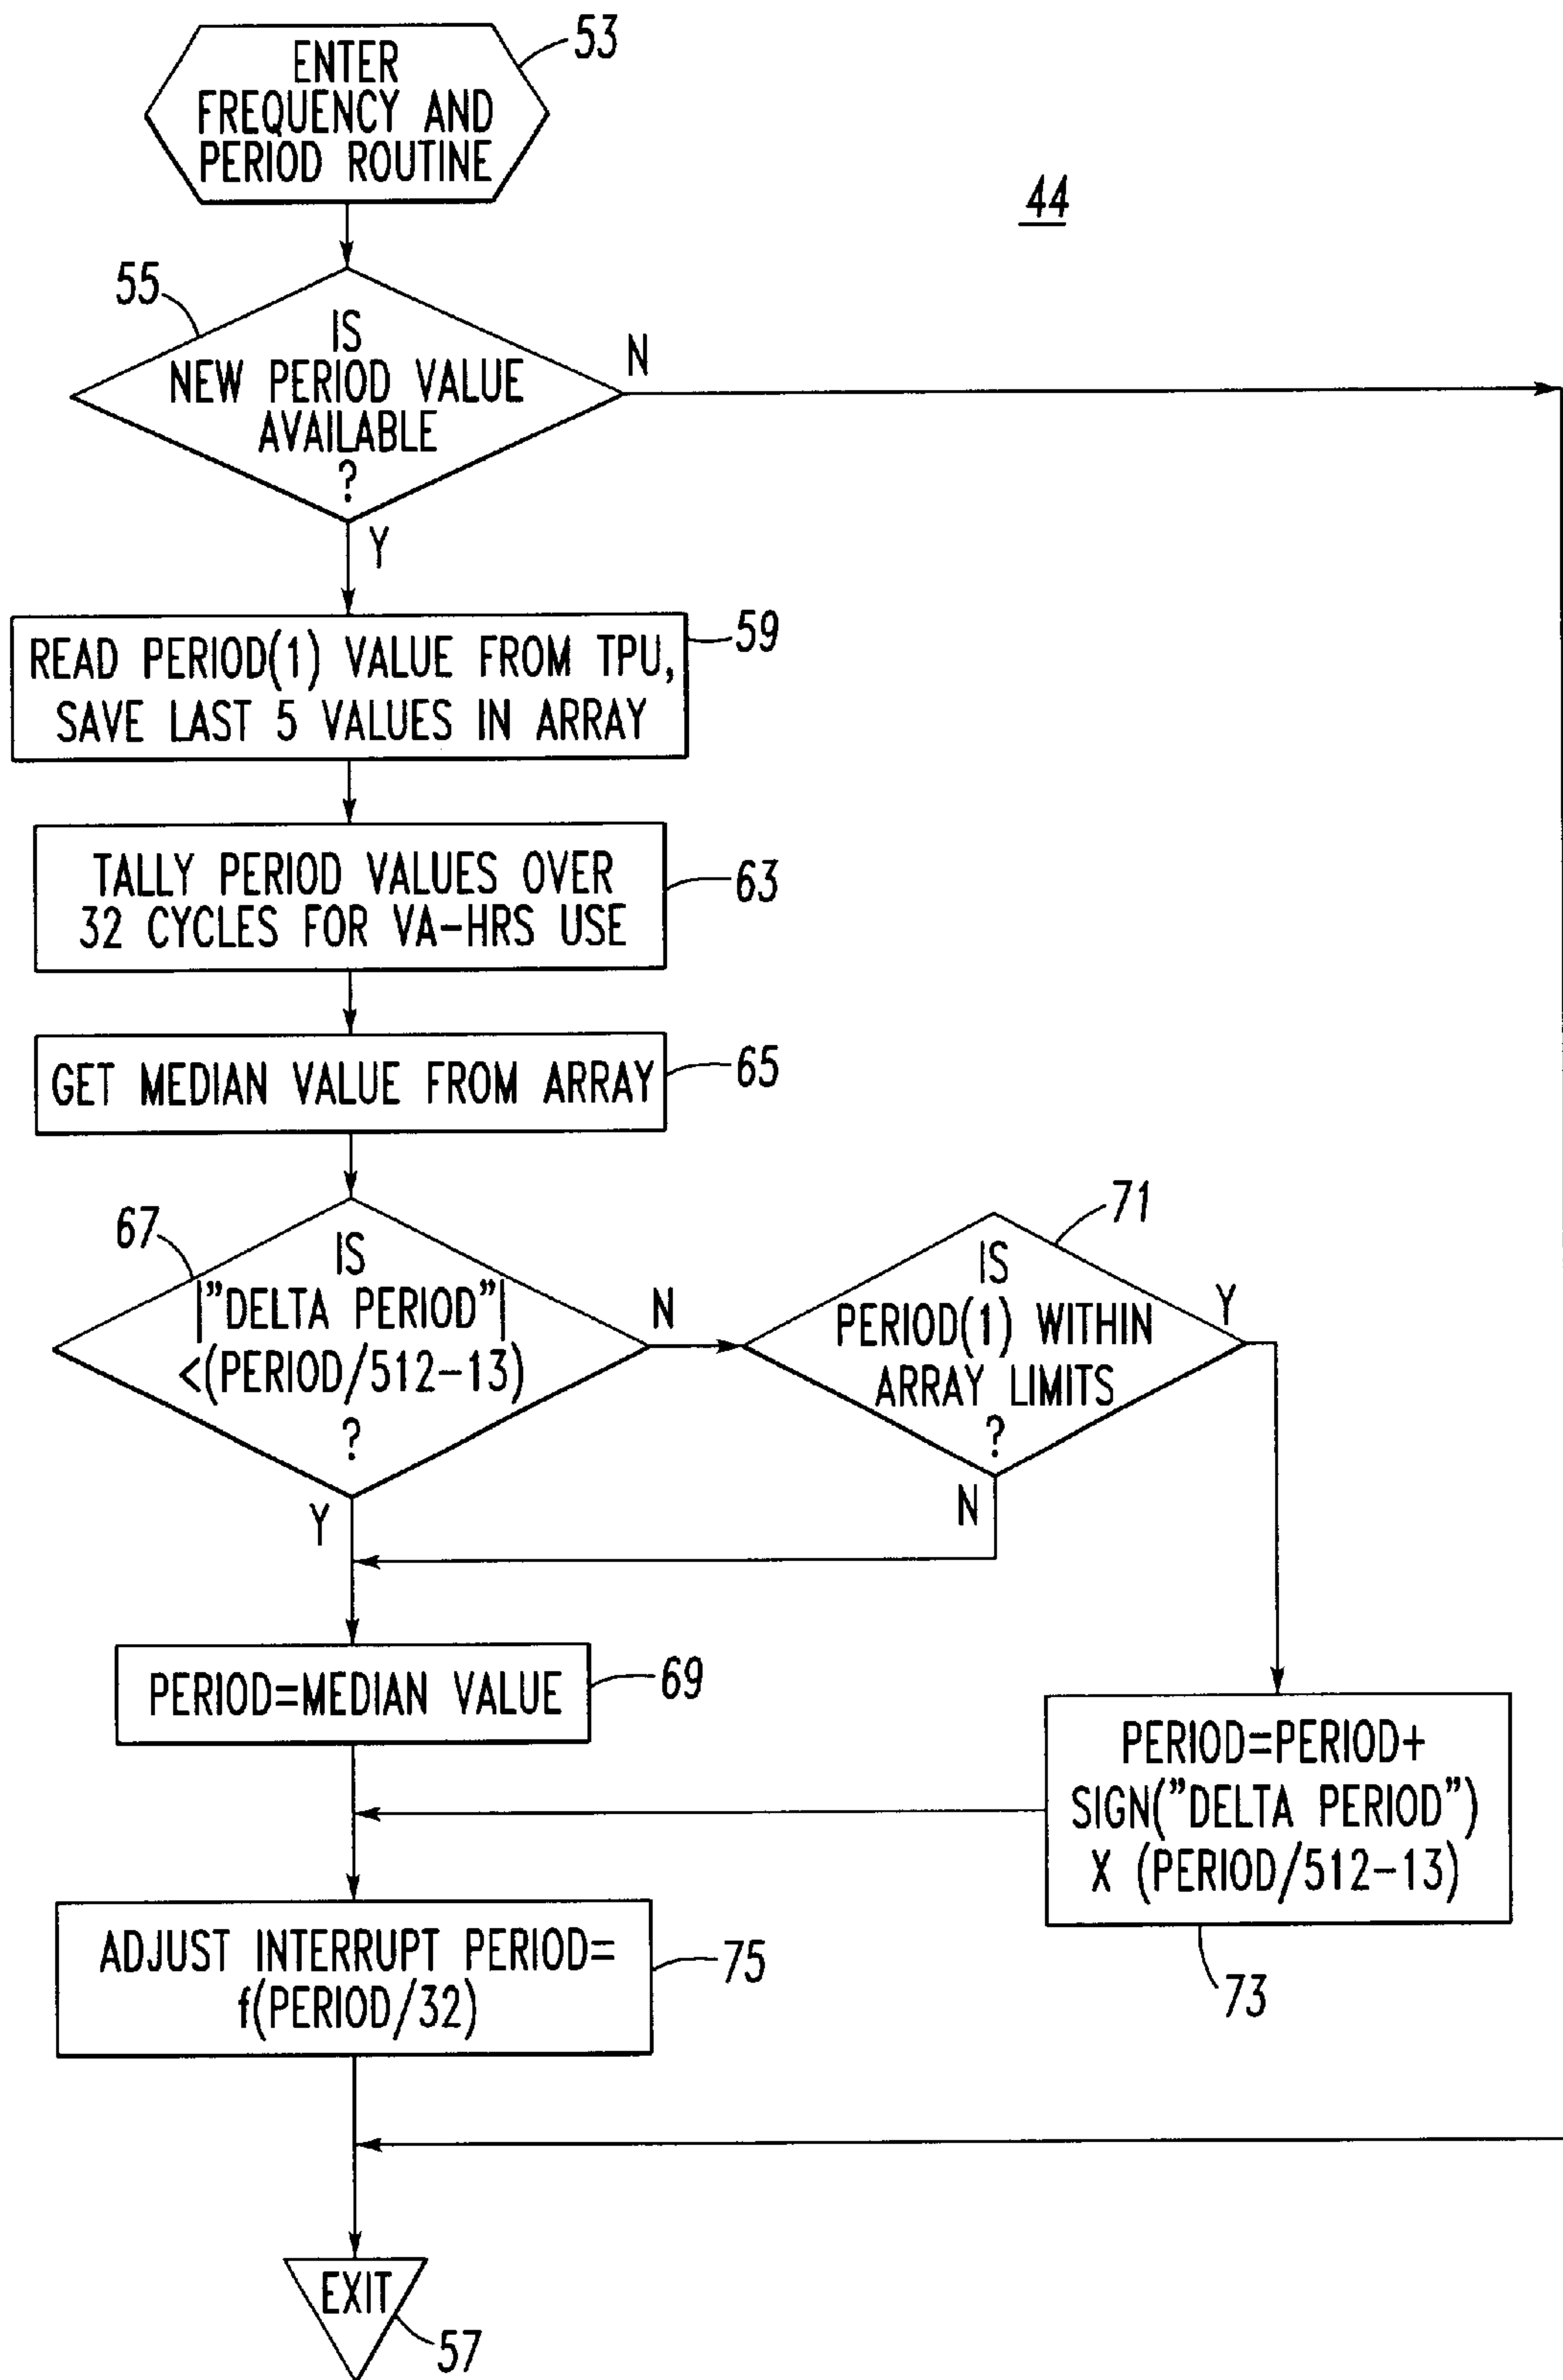 ENTER
FREQUENCY AND
PERIOD ROUTINE
53
44
55
IS
NEW PERIOD VALUE
AVAILABLE
?
N
Y
READ PERIOD(1) VALUE FROM TPU,
SAVE LAST 5 VALUES IN ARRAY
59
TALLY PERIOD VALUES OVER
32 CYCLES FOR VA-HRS USE
63
GET MEDIAN VALUE FROM ARRAY
65
67
IS
|"DELTA PERIOD"|
<(PERIOD/512-13)
?
N
Y
71
IS
PERIOD(1) WITHIN
ARRAY LIMITS
?
Y
N
PERIOD=MEDIAN VALUE
69
PERIOD=PERIOD+
SIGN("DELTA PERIOD")
X (PERIOD/512-13)
73
ADJUST INTERRUPT PERIOD=
f(PERIOD/32)
75
EXIT
57